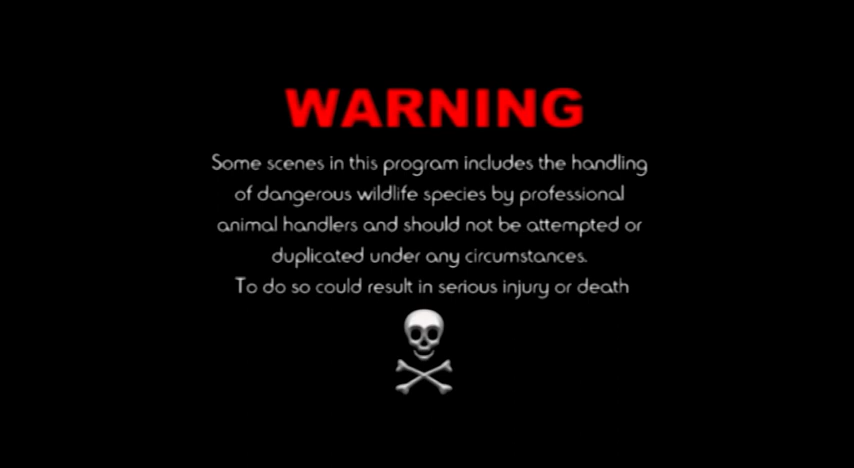 WARNING
Some scenes in this program includes the handling
of dangerous wildlife species by professional
animal handlers and should not be attempted or
duplicated under any circumstances.
To do so could result in serious injury or death